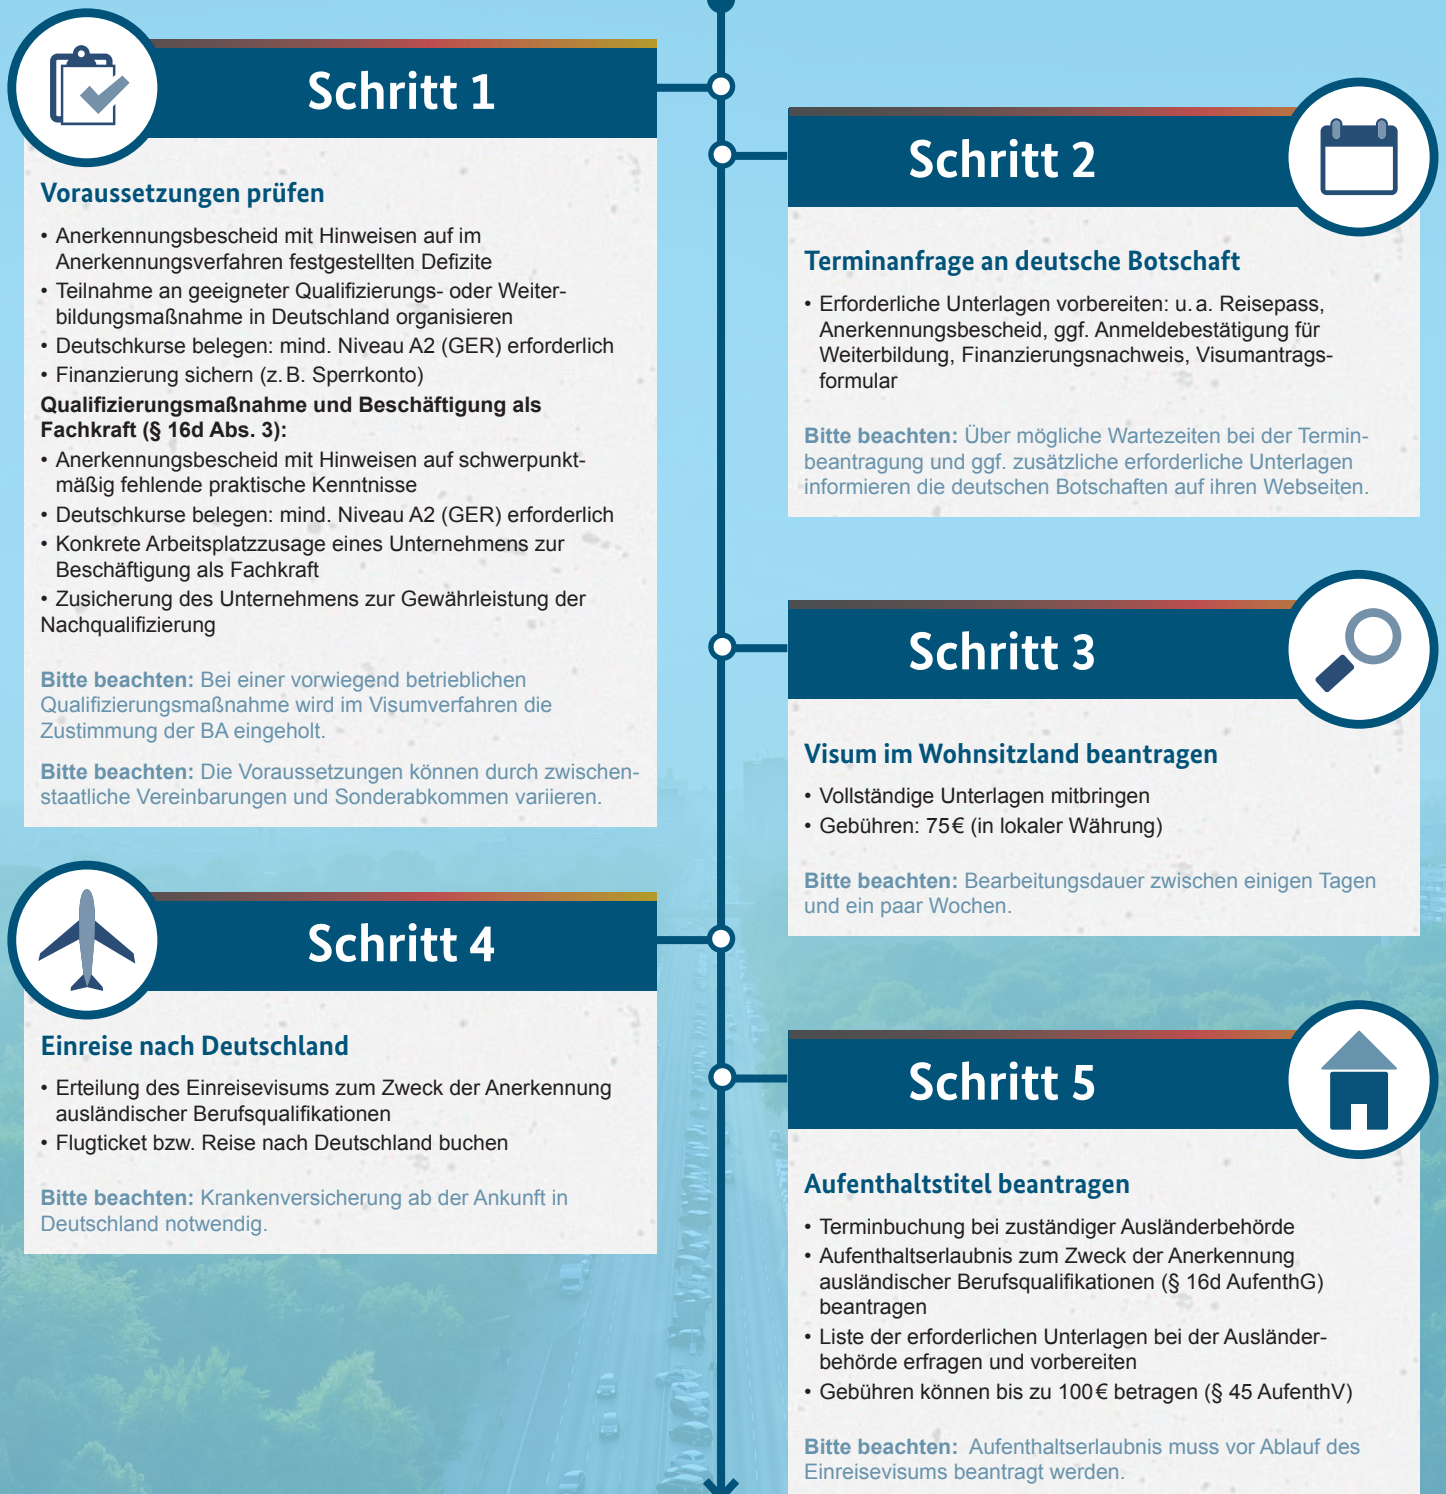 Schritt 1
Voraussetzungen prüfen
• Anerkennungsbescheid mit Hinweisen auf im
Anerkennungsverfahren festgestellten Defizite
• Teilnahme an geeigneter Qualifizierungs- oder Weiter-
bildungsmaßnahme in Deutschland organisieren
• Deutschkurse belegen: mind. Niveau A2 (GER) erforderlich
• Finanzierung sichern (z. B. Sperrkonto)
Qualifizierungsmaßnahme und Beschäftigung als
Fachkraft (§ 16d Abs. 3):
• Anerkennungsbescheid mit Hinweisen auf schwerpunkt-
mäßig fehlende praktische Kenntnisse
• Deutschkurse belegen: mind. Niveau A2 (GER) erforderlich
• Konkrete Arbeitsplatzzusage eines Unternehmens zur
Beschäftigung als Fachkraft
• Zusicherung des Unternehmens zur Gewährleistung der
Nachqualifizierung
Bitte beachten: Bei einer vorwiegend betrieblichen
Qualifizierungsmaßnahme wird im Visumverfahren die
Zustimmung der BA eingeholt.
Bitte beachten: Die Voraussetzungen können durch zwischen-
staatliche Vereinbarungen und Sonderabkommen variieren.
Schritt 2
Terminanfrage an deutsche Botschaft
• Erforderliche Unterlagen vorbereiten: u. a. Reisepass,
Anerkennungsbescheid, ggf. Anmeldebestätigung für
Weiterbildung, Finanzierungsnachweis, Visumantrags-
formular
Bitte beachten: Über mögliche Wartezeiten bei der Termin-
beantragung und ggf. zusätzliche erforderliche Unterlagen
informieren die deutschen Botschaften auf ihren Webseiten.
Schritt 3
Visum im Wohnsitzland beantragen
• Vollständige Unterlagen mitbringen
• Gebühren: 75 € (in lokaler Währung)
Bitte beachten: Bearbeitungsdauer zwischen einigen Tagen
und ein paar Wochen.
Schritt 4
Einreise nach Deutschland
• Erteilung des Einreisevisums zum Zweck der Anerkennung
ausländischer Berufsqualifikationen
• Flugticket bzw. Reise nach Deutschland buchen
Bitte beachten: Krankenversicherung ab der Ankunft in
Deutschland notwendig.
Schritt 5
Aufenthaltstitel beantragen
• Terminbuchung bei zuständiger Ausländerbehörde
• Aufenthaltserlaubnis zum Zweck der Anerkennung
ausländischer Berufsqualifikationen (§ 16d AufenthG)
beantragen
• Liste der erforderlichen Unterlagen bei der Ausländer-
behörde erfragen und vorbereiten
• Gebühren können bis zu 100 € betragen (§ 45 AufenthV)
Bitte beachten: Aufenthaltserlaubnis muss vor Ablauf des
Einreisevisums beantragt werden.